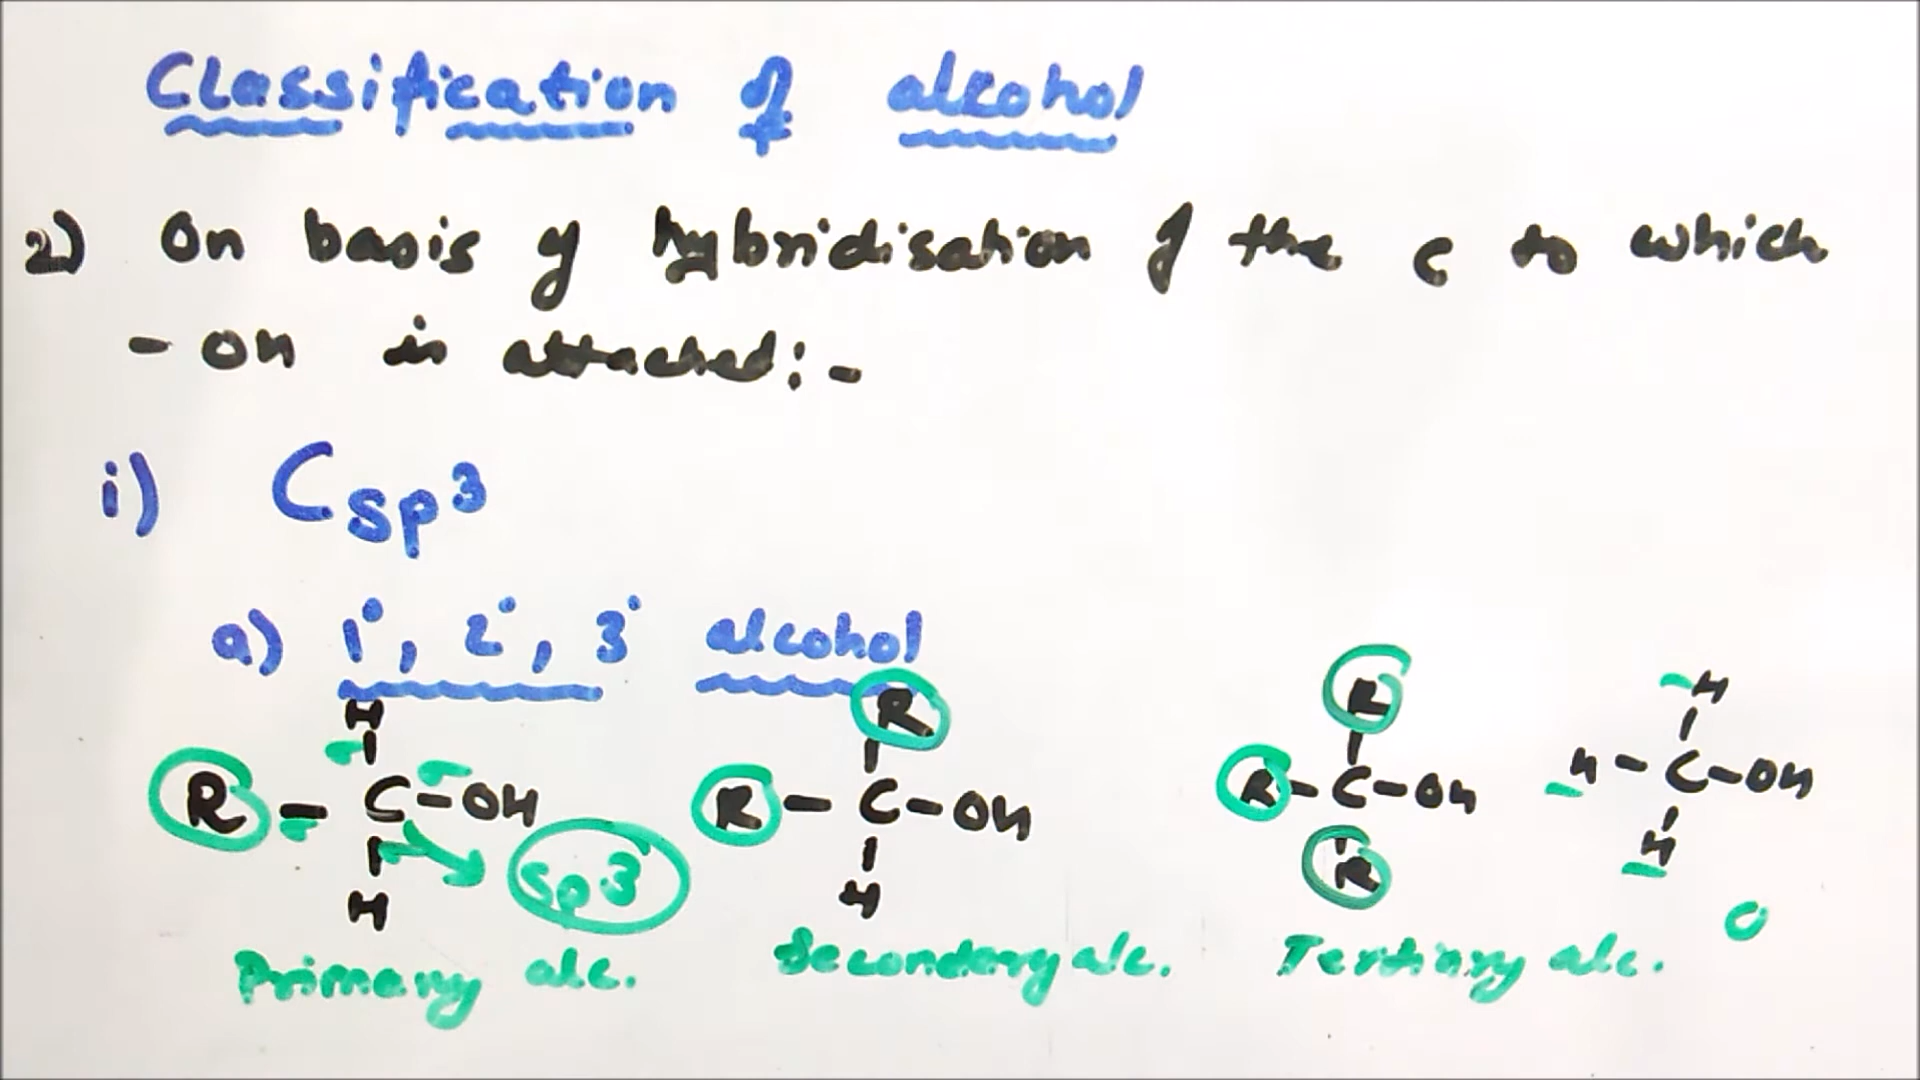 Classification of alcohol
2) On basis of hybridisation of the C to which
- OH is attached:-
i) Csp3
a) 1°, 2°, 3° alcohol
H R R H
R - C - OH R - C - OH R - C - OH H - C - OH
sp3
H H R H
Primary alc. Secondary alc. Tertiary alc. O